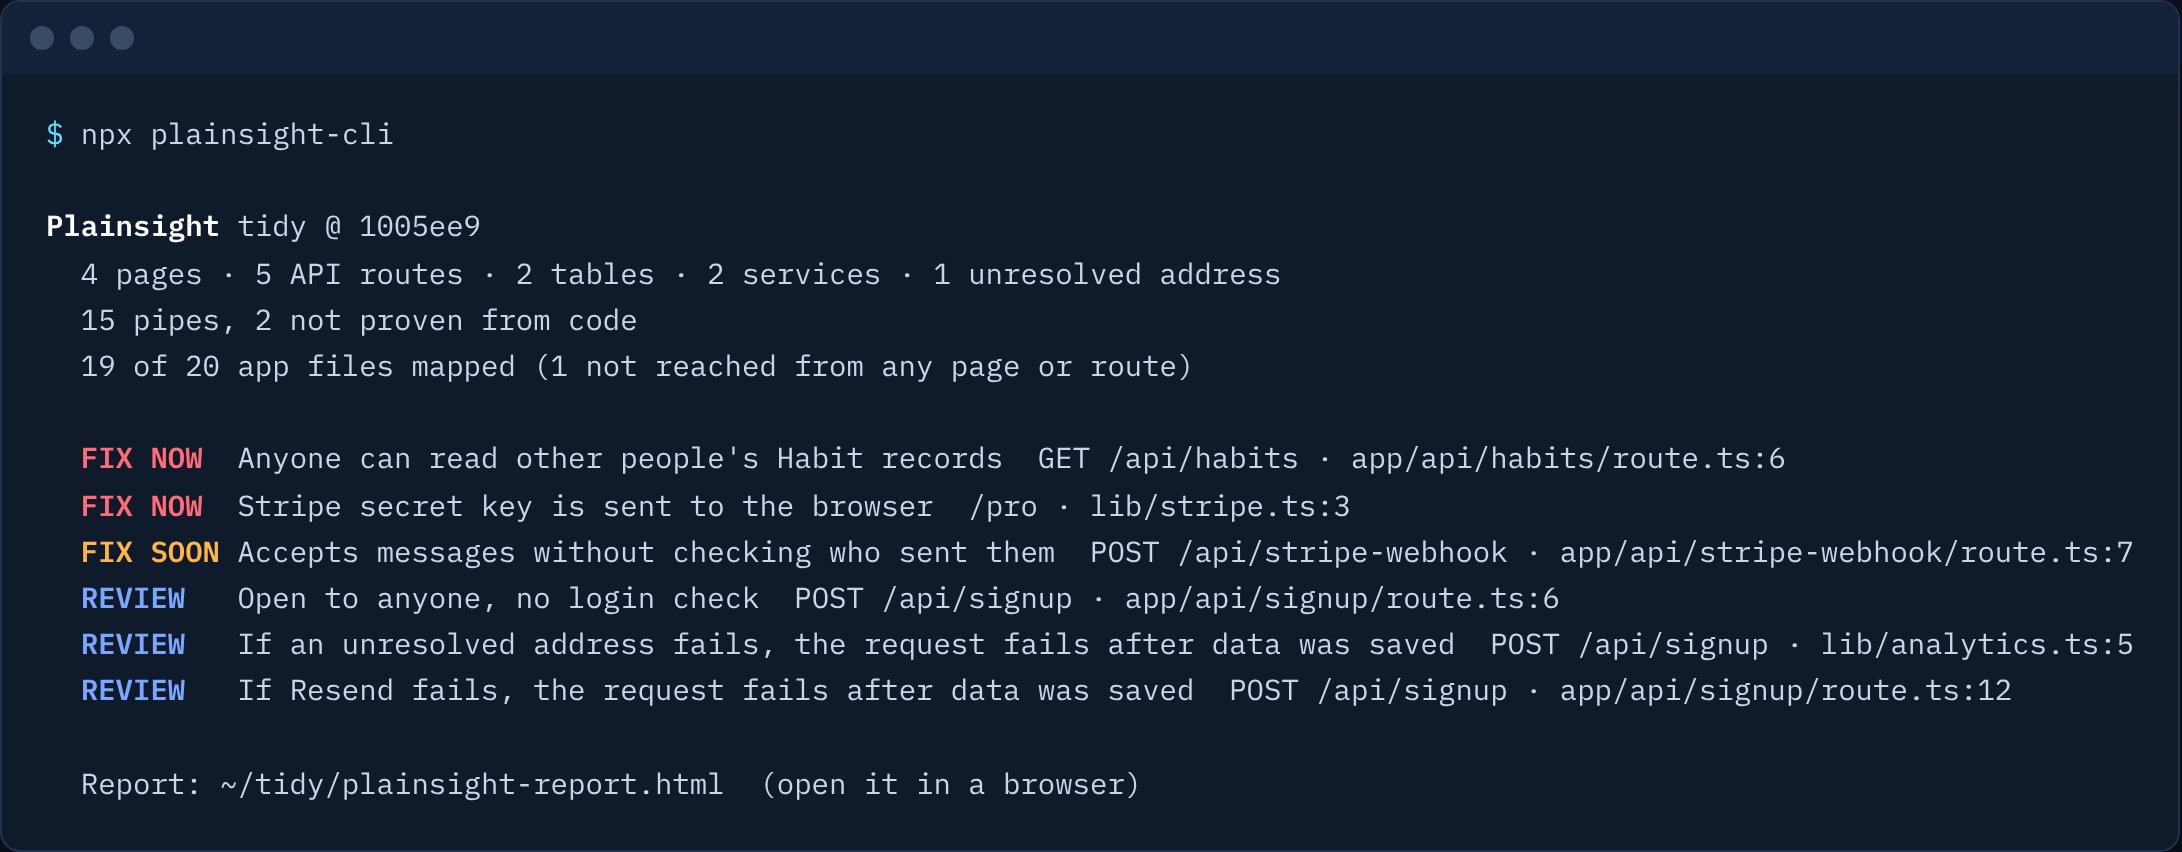 $ npx plainsight-cli
Plainsight tidy @ 1005ee9
4 pages · 5 API routes · 2 tables · 2 services · 1 unresolved address
15 pipes, 2 not proven from code
19 of 20 app files mapped (1 not reached from any page or route)
FIX NOW  Anyone can read other people's Habit records  GET /api/habits · app/api/habits/route.ts:6
FIX NOW  Stripe secret key is sent to the browser  /pro · lib/stripe.ts:3
FIX SOON Accepts messages without checking who sent them  POST /api/stripe-webhook · app/api/stripe-webhook/route.ts:7
REVIEW   Open to anyone, no login check  POST /api/signup · app/api/signup/route.ts:6
REVIEW   If an unresolved address fails, the request fails after data was saved  POST /api/signup · lib/analytics.ts:5
REVIEW   If Resend fails, the request fails after data was saved  POST /api/signup · app/api/signup/route.ts:12
Report: ~/tidy/plainsight-report.html  (open it in a browser)